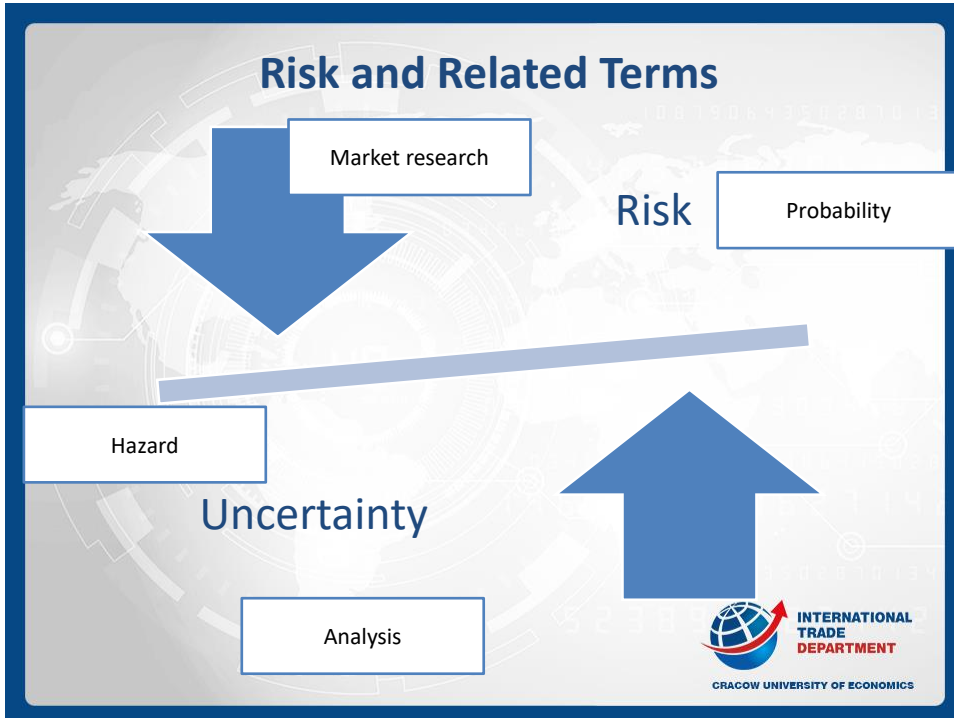 Risk and Related Terms
Market research
Risk
Probability
Hazard
Uncertainty
Analysis
INTERNATIONAL
TRADE
DEPARTMENT
CRACOW UNIVERSITY OF ECONOMICS